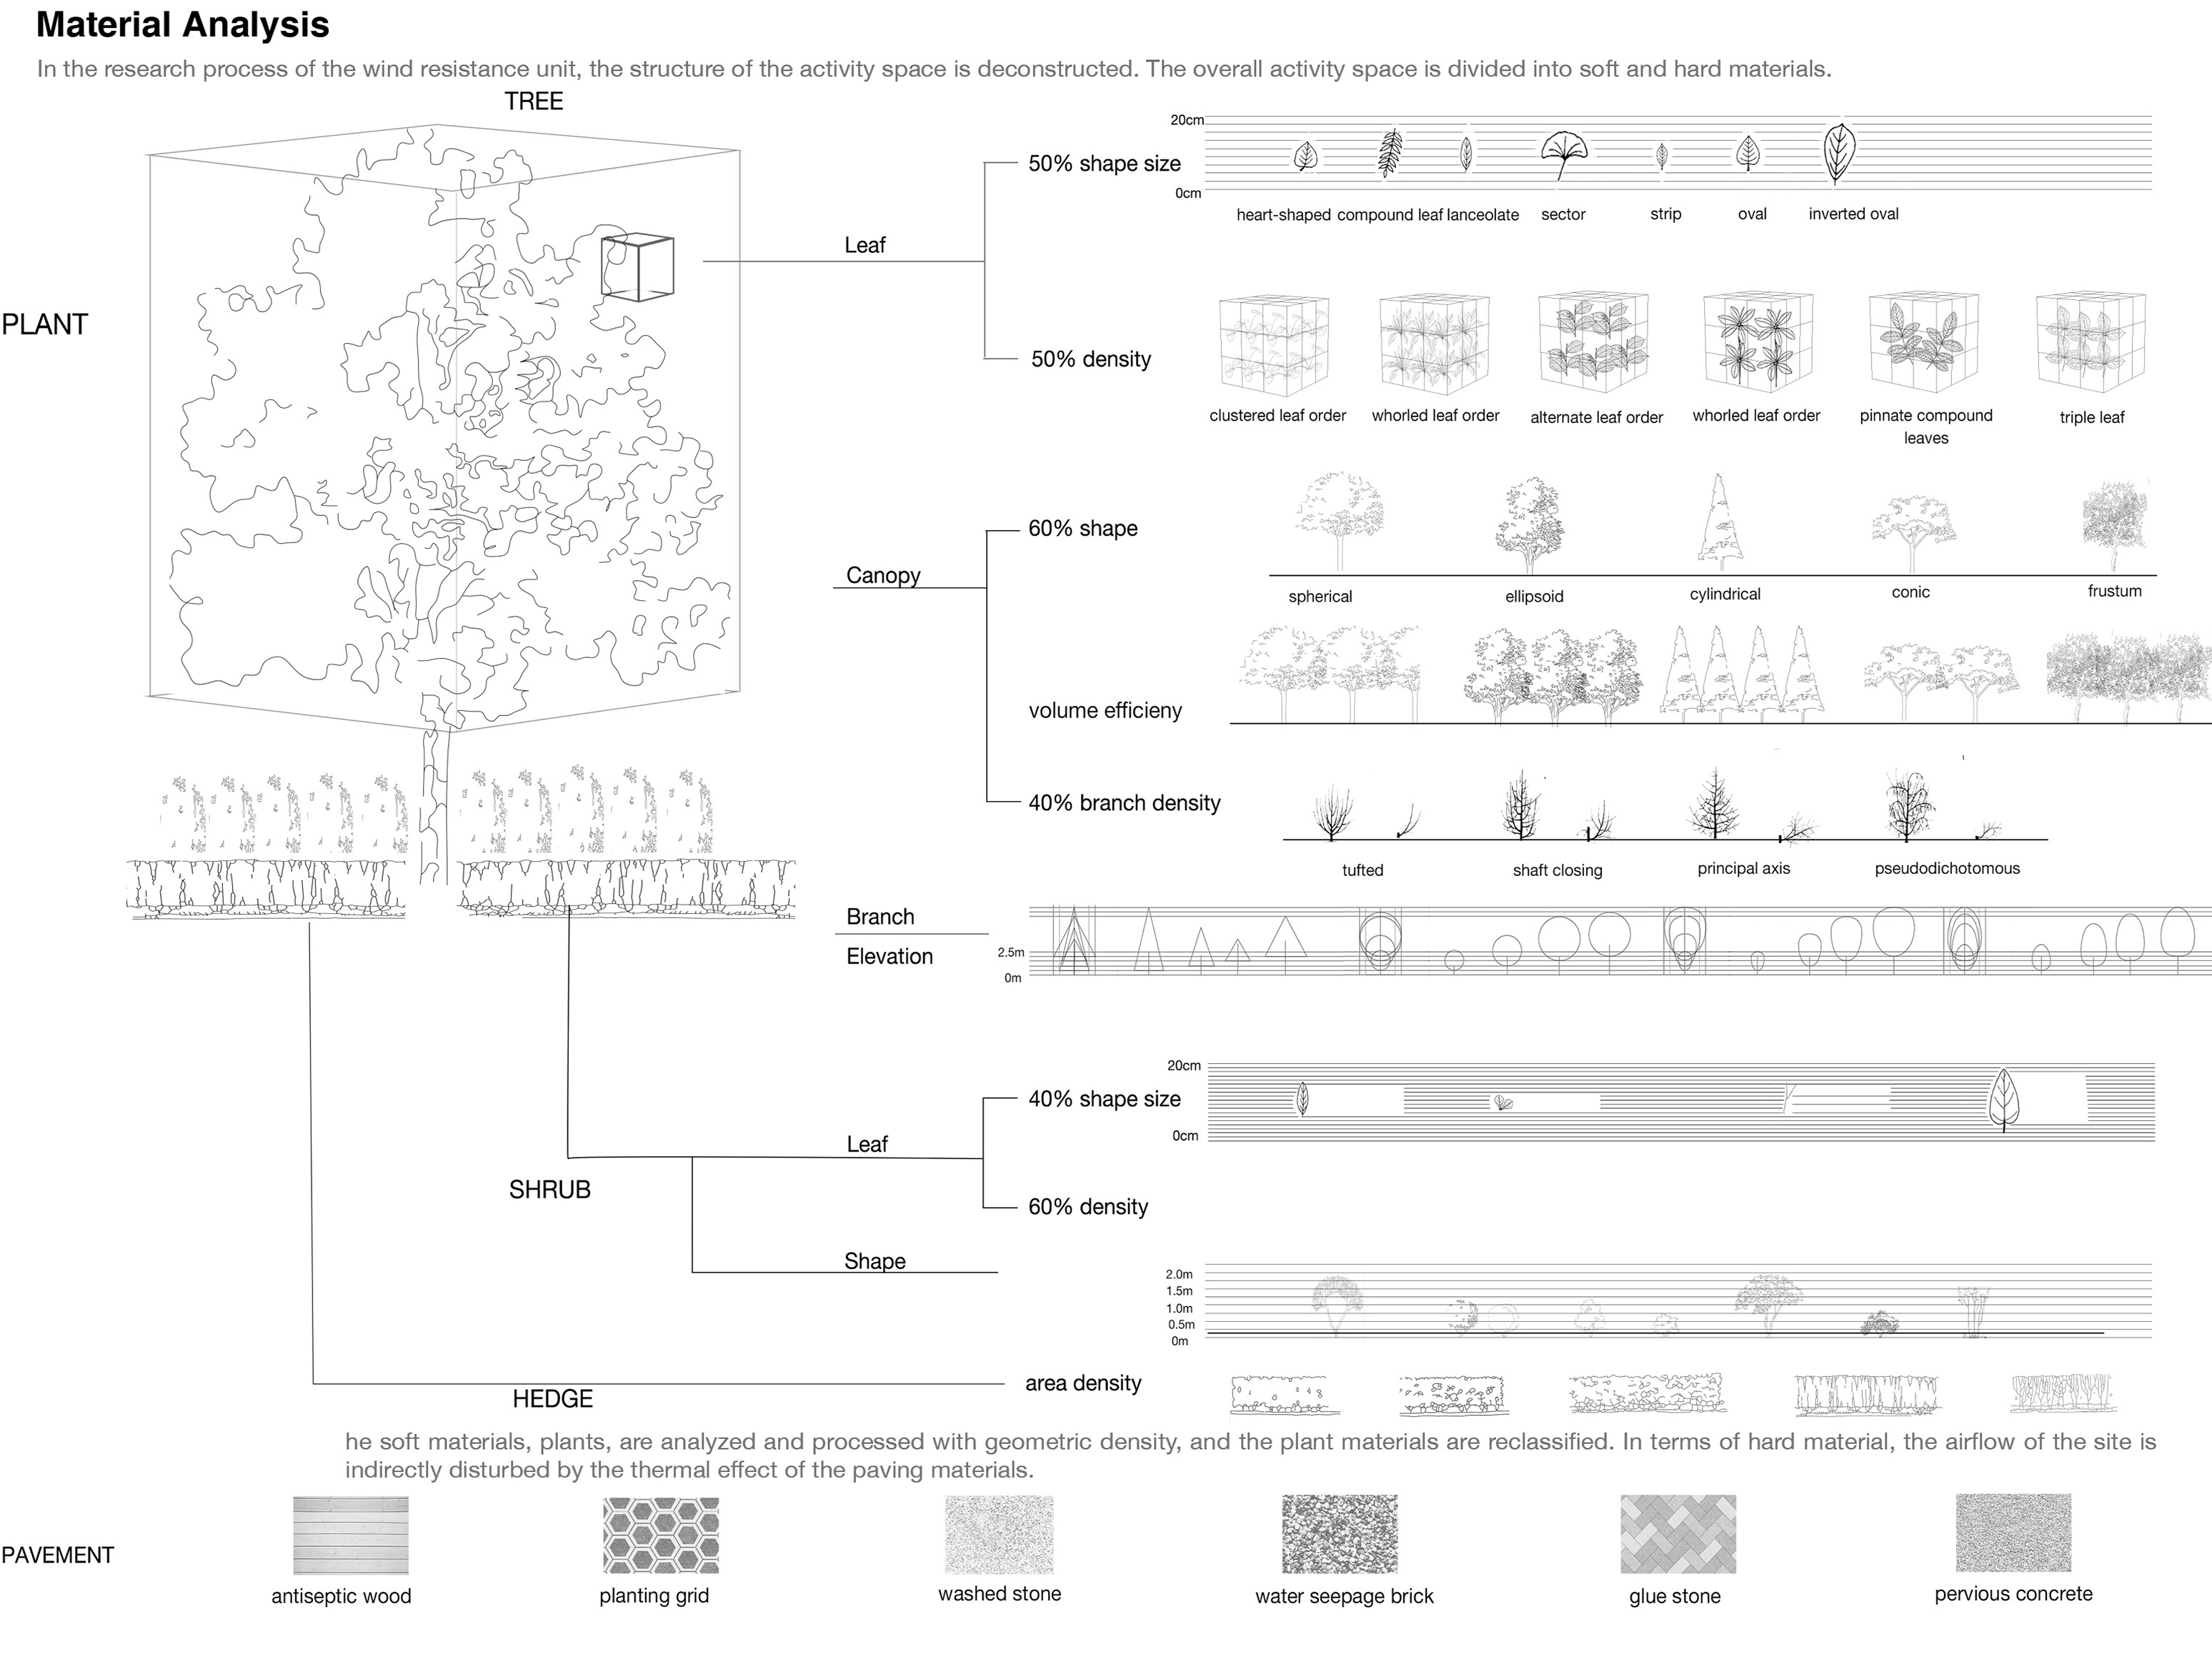 Material Analysis
In the research process of the wind resistance unit, the structure of the activity space is deconstructed. The overall activity space is divided into soft and hard materials.
TREE
PLANT
Leaf
50% shape size
20cm
0cm
heart-shaped compound leaf lanceolate sector strip oval inverted oval
50% density
clustered leaf order whorled leaf order alternate leaf order whorled leaf order pinnate compound leaves triple leaf
Canopy
60% shape
spherical ellipsoid cylindrical conic frustum
volume efficieny
40% branch density
tufted shaft closing principal axis pseudodichotomous
Branch
Elevation
2.5m
0m
SHRUB
Leaf
40% shape size
20cm
0cm
60% density
Shape
2.0m
1.5m
1.0m
0.5m
0m
HEDGE
area density
he soft materials, plants, are analyzed and processed with geometric density, and the plant materials are reclassified. In terms of hard material, the airflow of the site is
indirectly disturbed by the thermal effect of the paving materials.
PAVEMENT
antiseptic wood planting grid washed stone water seepage brick glue stone pervious concrete